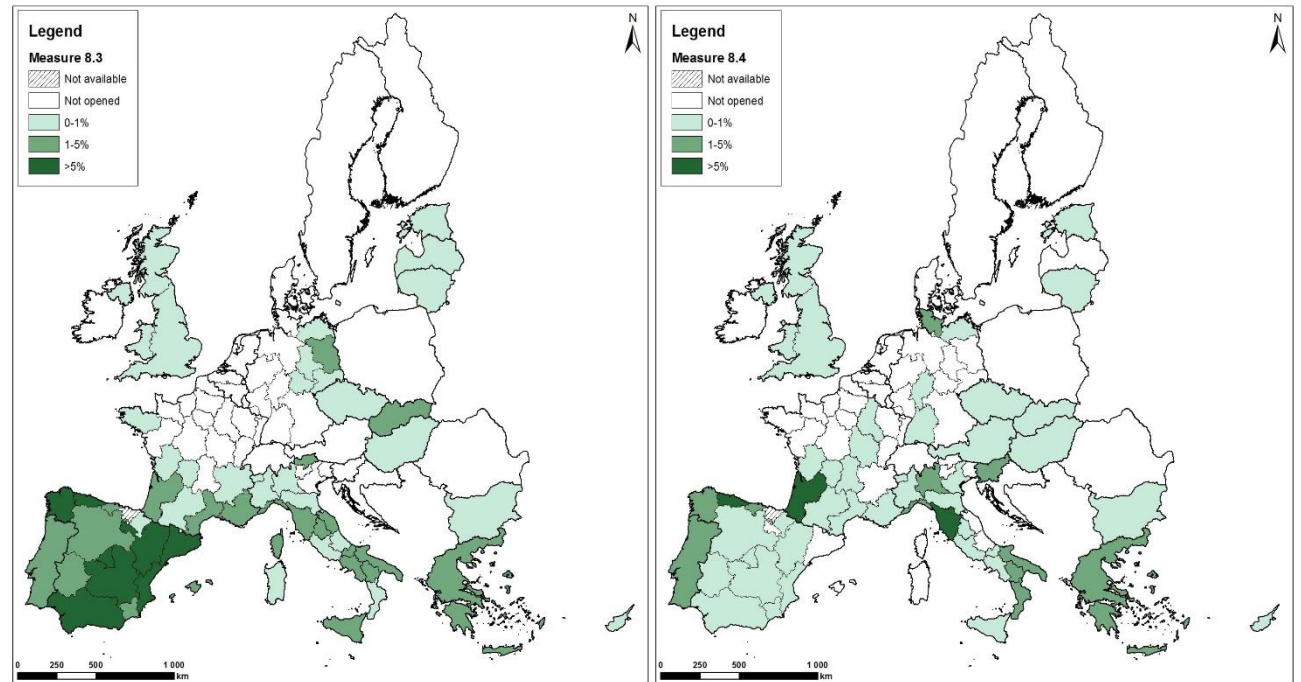 Legend
Measure 8.3
Not available
Not opened
0-1%
1-5%
>5%
N
0 250 500 1 000
km
Legend
Measure 8.4
Not available
Not opened
0-1%
1-5%
>5%
N
0 250 500 1 000
km